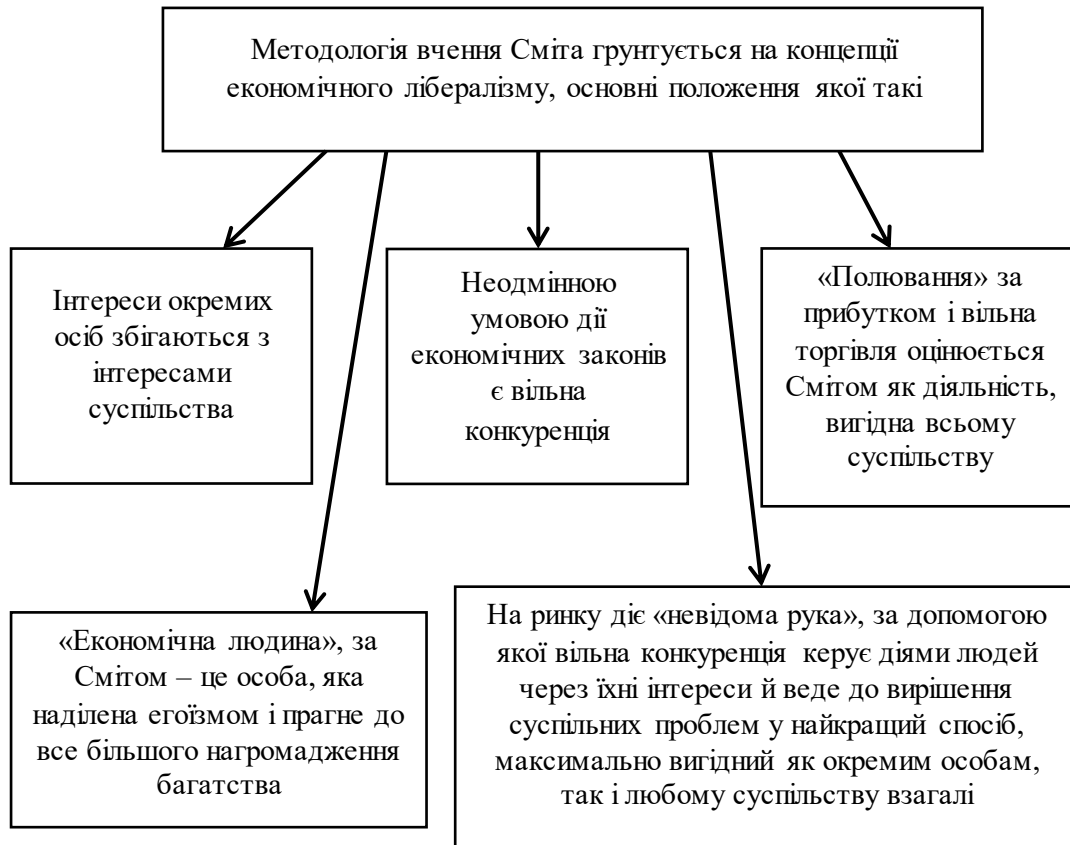 Методологія вчення Сміта грунтується на концепції
економічного лібералізму, основні положення якої такі
Інтереси окремих
осіб збігаються з
інтересами
суспільства
Неодмінною
умовою дії
економічних законів
є вільна
конкуренція
«Полювання» за
прибутком і вільна
торгівля оцінюється
Смітом як діяльність,
вигідна всьому
суспільству
«Економічна людина», за
Смітом – це особа, яка
наділена егоїзмом і прагне до
все більшого нагромадження
багатства
На ринку діє «невідома рука», за допомогою
якої вільна конкуренція керує діями людей
через їхні інтереси й веде до вирішення
суспільних проблем у найкращий спосіб,
максимально вигідний як окремим особам,
так і любому суспільству взагалі